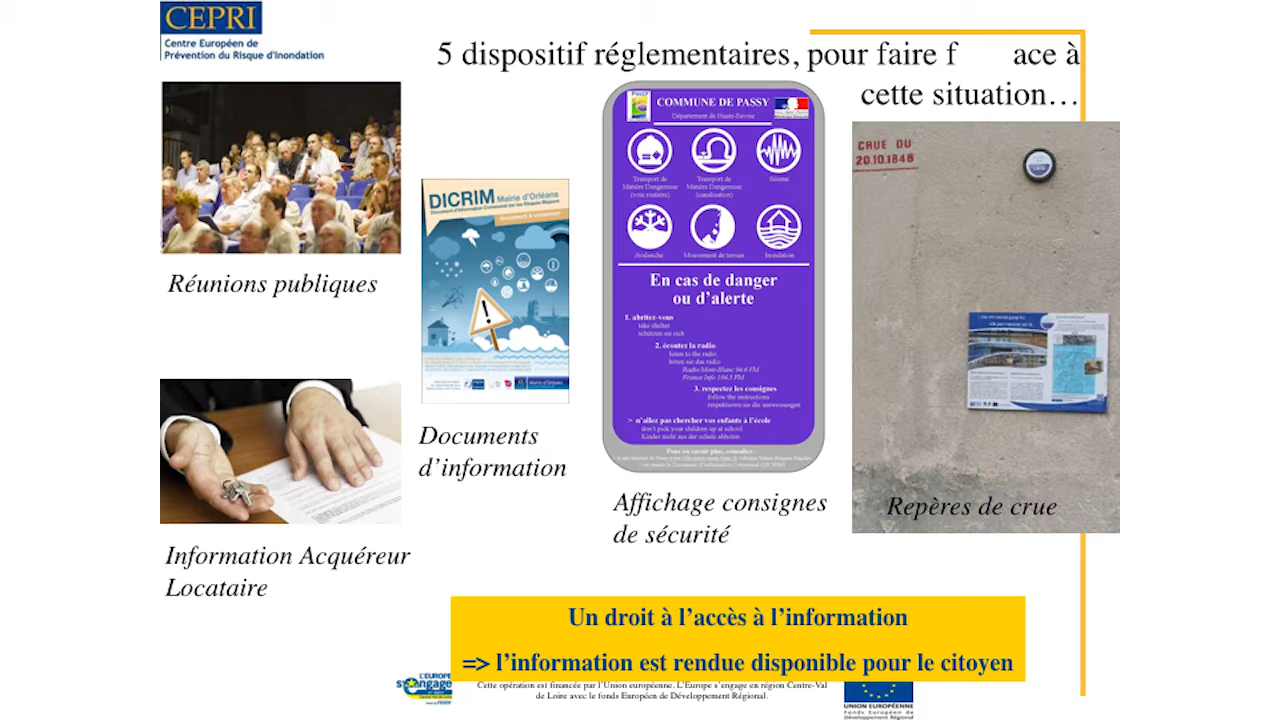 CEPRI
Centre Européen de
Prévention du Risque d'Inondation
5 dispositif réglementaires, pour faire f ace à
cette situation…
Réunions publiques
DICRIM Mairie d'Orléans
Document d'Information Communal sur les Risques Majeurs
Documents
d'information
Information Acquéreur
Locataire
COMMUNE DE PASSY
Département de Haute-Savoie
Transport de
Matière Dangereuse
(voie routière)
Transport de
Matière Dangereuse
(canalisation)
Séisme
Avalanche
Mouvement de terrain
Inondation
En cas de danger
ou d'alerte
1. abritez-vous
take shelter
schützen sie sich
2. écoutez la radio
listen to the radio
hören sie das radio
Radio Mont-Blanc 94.6 FM
France Info 104.3 FM
3. respectez les consignes
follow the instructions
respektieren sie die anweisungen
> n'allez pas chercher vos enfants à l'école
don't pick your children up at school
Kinder nicht aus der schule abholen
Pour en savoir plus, consultez :
Affichage consignes
de sécurité
CRUE DU
20.10.1846
Repères de crue
Un droit à l'accès à l'information
=> l'information est rendue disponible pour le citoyen
L'EUROPE
s'engage
Cette opération est financée par l'Union européenne. L'Europe s'engage en région Centre-Val
de Loire avec le fonds Européen de Développement Régional.
UNION EUROPÉENNE
Fonds Européen de
Développement Régional